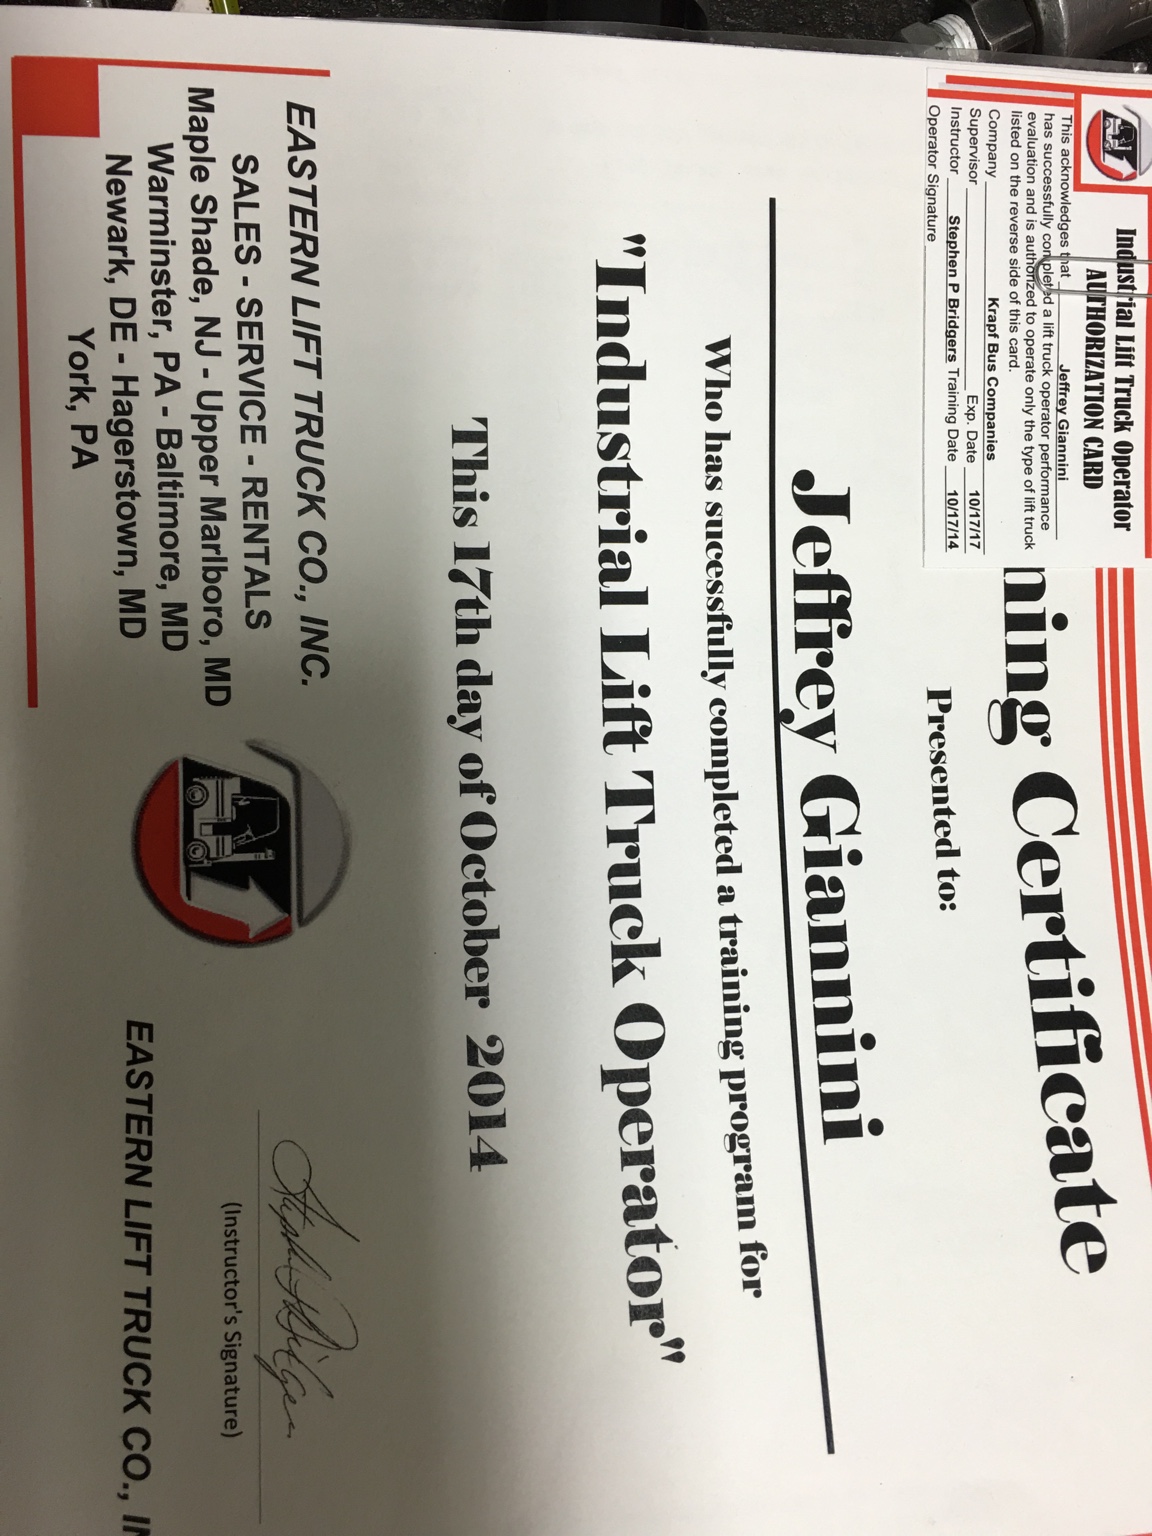 Industrial Lift Truck Operator
AUTHORIZATION CARD
This acknowledges that Jeffrey Giannini
has successfully completed a lift truck operator performance
evaluation and is authorized to operate only the type of lift truck
listed on the reverse side of this card.
Company Krapf Bus Companies
Supervisor Exp. Date 10/17/17
Instructor Stephen P Bridgers Training Date 10/17/14
Operator Signature
ning Certificate
Presented to:
Jeffrey Giannini
Who has sucessfully completed a training program for
"Industrial Lift Truck Operator"
This 17th day of October 2014
EASTERN LIFT TRUCK CO., INC.
SALES - SERVICE - RENTALS
Maple Shade, NJ - Upper Marlboro, MD
Warminster, PA - Baltimore, MD
Newark, DE - Hagerstown, MD
York, PA
(Instructor's Signature)
EASTERN LIFT TRUCK CO., IN